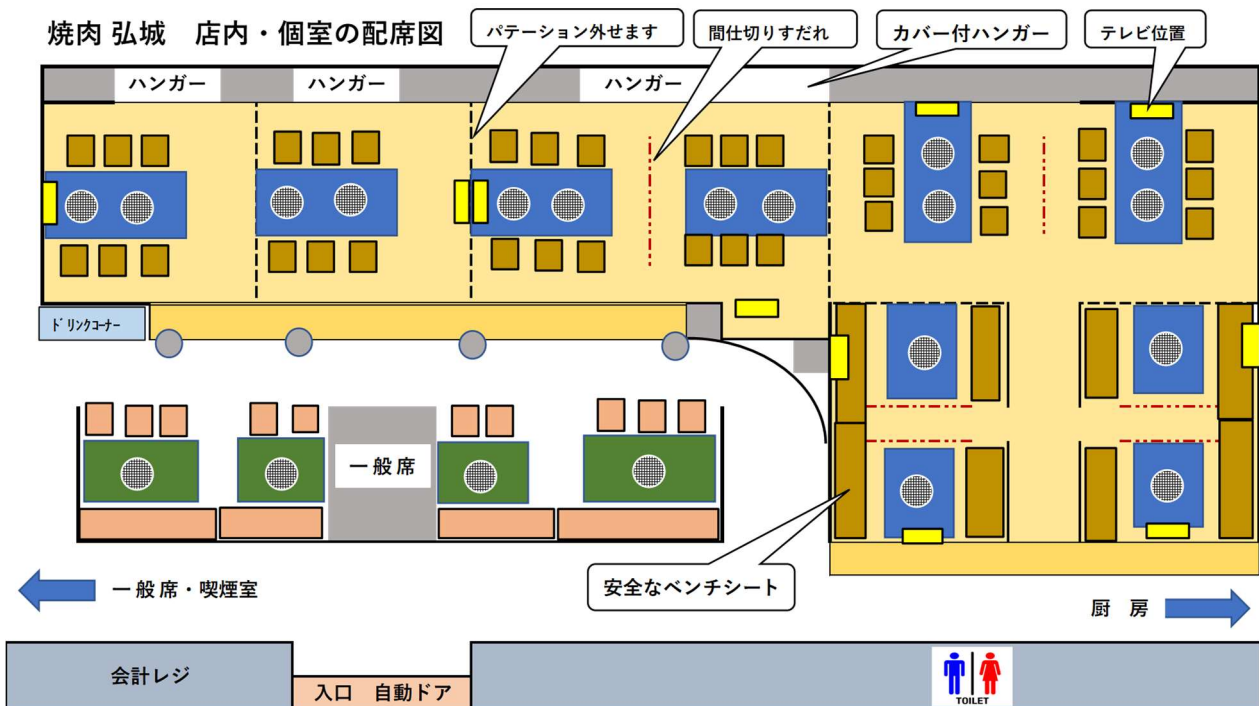 焼肉 弘城　店内・個室の配席図
パテーション外せます
間仕切りすだれ
カバー付ハンガー
テレビ位置
ハンガー
ハンガー
ハンガー
ﾄﾞﾘﾝｸｺｰﾅｰ
一般席
安全なベンチシート
一般席・喫煙室
厨　房
会計レジ
入口　自動ドア
TOILET